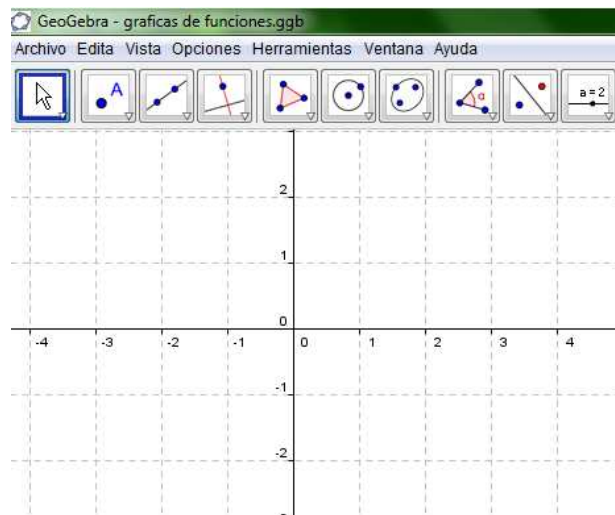 GeoGebra - graficas de funciones.ggb
Archivo Edita Vista Opciones Herramientas Ventana Ayuda
A
α
a = 2
2
1
0
-4 -3 -2 -1 0 1 2 3 4
-1
-2